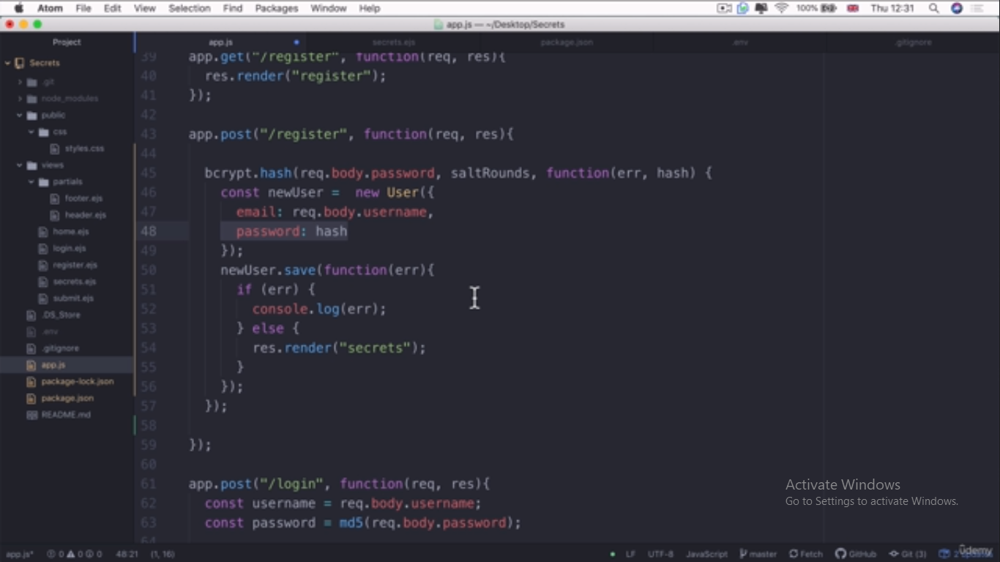 Atom File Edit View Selection Find Packages Window Help 100% Thu 12:31
app.js — ~/Desktop/Secrets
Project app.js secrets.ejs package.json .env .gitignore
Secrets
.git
node_modules
public
css
styles.css
views
partials
footer.ejs
header.ejs
home.ejs
login.ejs
register.ejs
secrets.ejs
submit.ejs
.DS_Store
.env
.gitignore
app.js
package-lock.json
package.json
README.md
39 app.get("/register", function(req, res){
40 res.render("register");
41 });
42
43 app.post("/register", function(req, res){
44
45 bcrypt.hash(req.body.password, saltRounds, function(err, hash) {
46 const newUser =  new User({
47 email: req.body.username,
48 password: hash
49 });
50 newUser.save(function(err){
51 if (err) {
52 console.log(err);
53 } else {
54 res.render("secrets");
55 }
56 });
57 });
58
59 });
60
61 app.post("/login", function(req, res){
62 const username = req.body.username;
63 const password = md5(req.body.password);
64
Activate Windows
Go to Settings to activate Windows.
app.js* 0 0 0 48:21 (1, 16) LF UTF-8 JavaScript master Fetch GitHub Git (3)
ûdemy